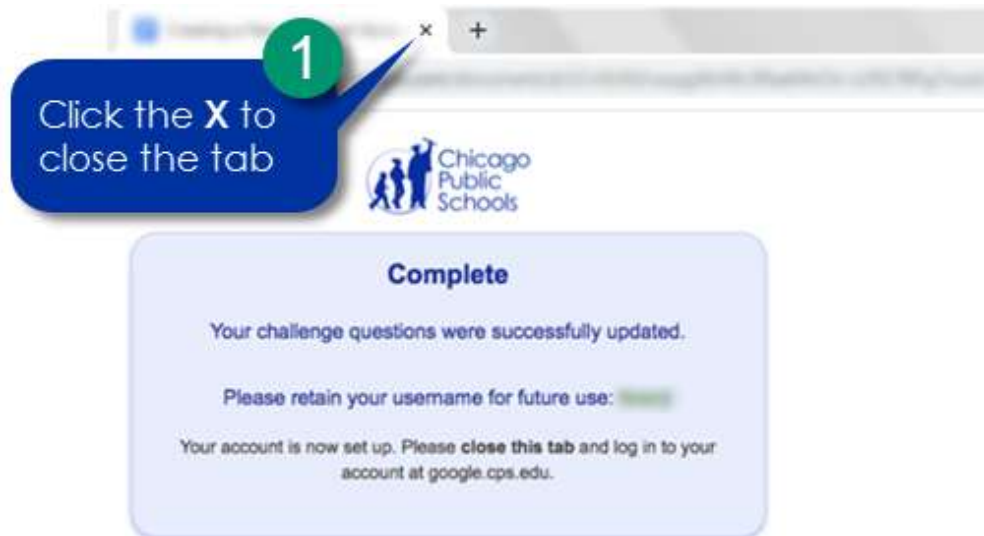 1
Click the X to
close the tab
Chicago
Public
Schools
Complete
Your challenge questions were successfully updated.
Please retain your username for future use:
Your account is now set up. Please close this tab and log in to your
account at google.cps.edu.